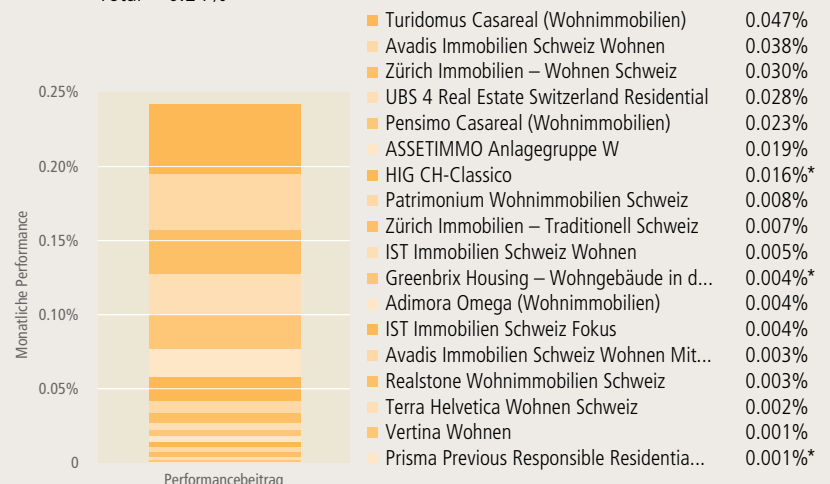 Turidomus Casareal (Wohnimmobilien) 0.047%
Avadis Immobilien Schweiz Wohnen 0.038%
Zürich Immobilien – Wohnen Schweiz 0.030%
UBS 4 Real Estate Switzerland Residential 0.028%
Pensimo Casareal (Wohnimmobilien) 0.023%
ASSETIMMO Anlagegruppe W 0.019%
HIG CH-Classico 0.016%*
Patrimonium Wohnimmobilien Schweiz 0.008%
Zürich Immobilien – Traditionell Schweiz 0.007%
IST Immobilien Schweiz Wohnen 0.005%
Greenbrix Housing – Wohngebäude in d... 0.004%*
Adimora Omega (Wohnimmobilien) 0.004%
IST Immobilien Schweiz Fokus 0.004%
Avadis Immobilien Schweiz Wohnen Mit... 0.003%
Realstone Wohnimmobilien Schweiz 0.003%
Terra Helvetica Wohnen Schweiz 0.002%
Vertina Wohnen 0.001%
Prisma Previous Responsible Residentia... 0.001%*
Monatliche Performance
0.25%
0.20%
0.15%
0.10%
0.05%
0
Performancebeitrag